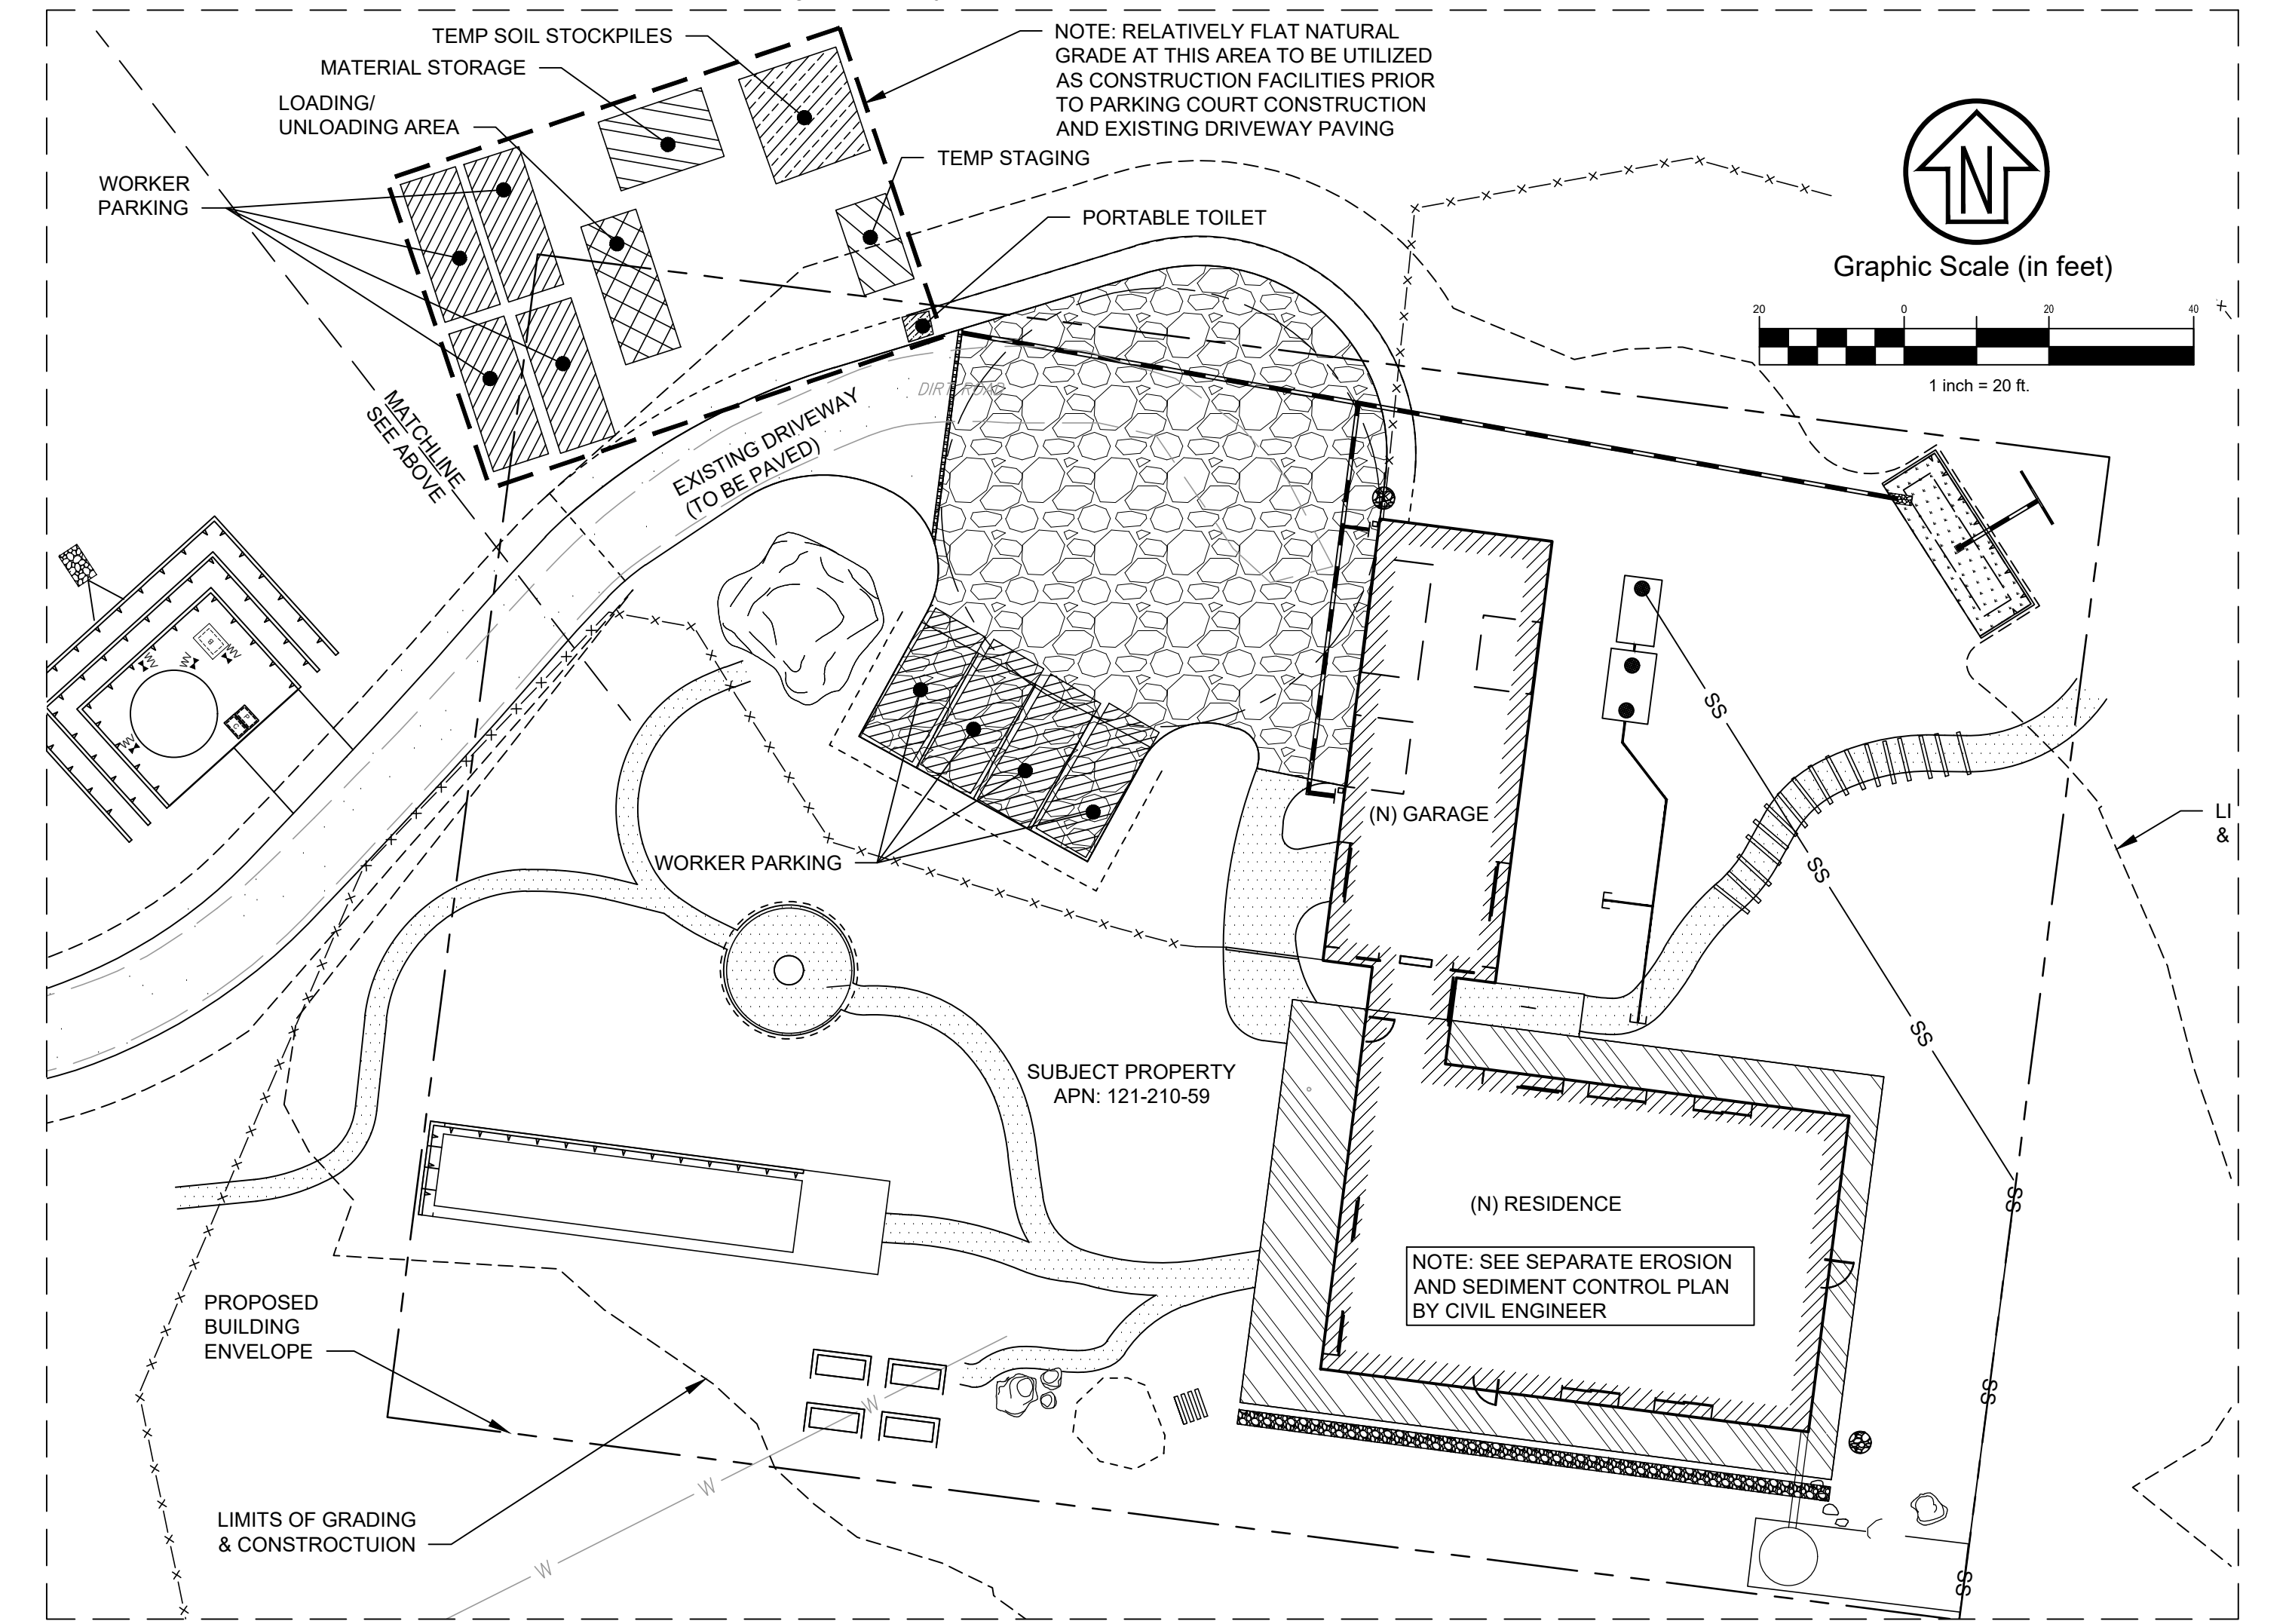 TEMP SOIL STOCKPILES
MATERIAL STORAGE
LOADING/
UNLOADING AREA
WORKER
PARKING
NOTE: RELATIVELY FLAT NATURAL
GRADE AT THIS AREA TO BE UTILIZED
AS CONSTRUCTION FACILITIES PRIOR
TO PARKING COURT CONSTRUCTION
AND EXISTING DRIVEWAY PAVING
TEMP STAGING
PORTABLE TOILET
N
Graphic Scale (in feet)
20 0 20 40
1 inch = 20 ft.
MATCHLINE
SEE ABOVE
DIRT ROAD
EXISTING DRIVEWAY
(TO BE PAVED)
WV
WV
WV
WV
SS
(N) GARAGE
LI
&
WORKER PARKING
SS
SS
SUBJECT PROPERTY
APN: 121-210-59
SS
(N) RESIDENCE
NOTE: SEE SEPARATE EROSION
AND SEDIMENT CONTROL PLAN
BY CIVIL ENGINEER
PROPOSED
BUILDING
ENVELOPE
SS
W
W
LIMITS OF GRADING
& CONSTROCTUION
W
SS